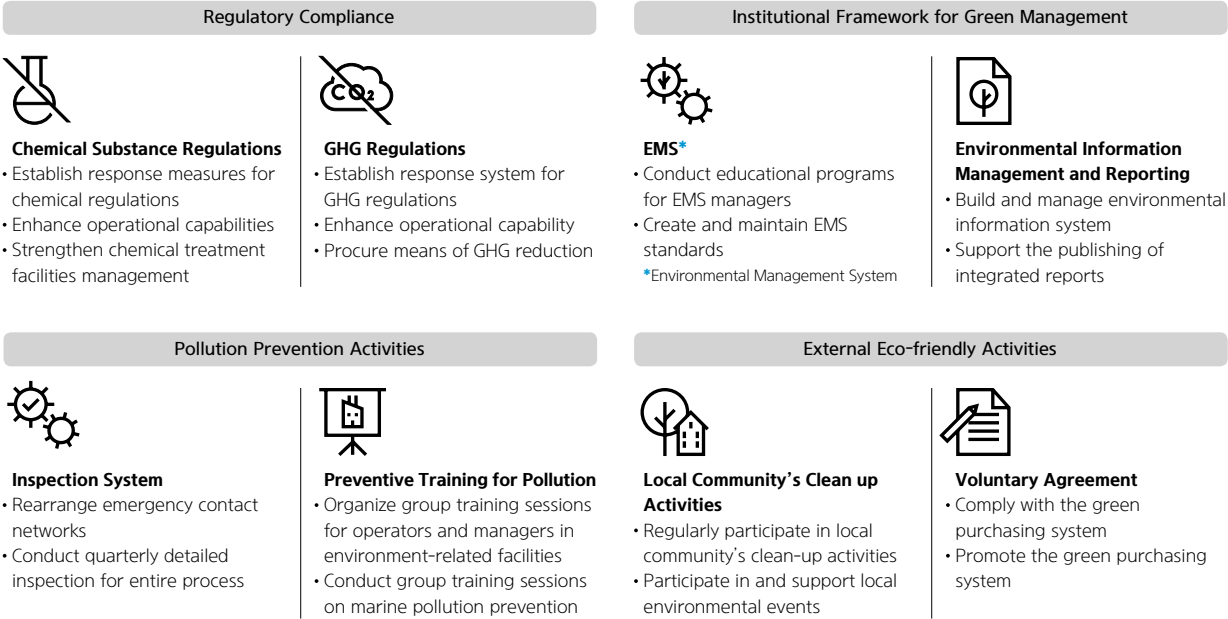 Regulatory Compliance
CO₂
Chemical Substance Regulations
• Establish response measures for
chemical regulations
• Enhance operational capabilities
• Strengthen chemical treatment
facilities management
GHG Regulations
• Establish response system for
GHG regulations
• Enhance operational capability
• Procure means of GHG reduction
Institutional Framework for Green Management
EMS*
• Conduct educational programs
for EMS managers
• Create and maintain EMS
standards
*Environmental Management System
Environmental Information
Management and Reporting
• Build and manage environmental
information system
• Support the publishing of
integrated reports
Pollution Prevention Activities
Inspection System
• Rearrange emergency contact
networks
• Conduct quarterly detailed
inspection for entire process
Preventive Training for Pollution
• Organize group training sessions
for operators and managers in
environment-related facilities
• Conduct group training sessions
on marine pollution prevention
External Eco-friendly Activities
Local Community's Clean up
Activities
• Regularly participate in local
community's clean-up activities
• Participate in and support local
environmental events
Voluntary Agreement
• Comply with the green
purchasing system
• Promote the green purchasing
system